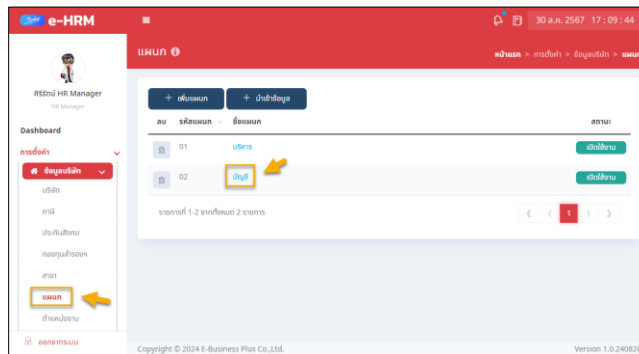 e-HRM
30 ส.ค. 2567 17 : 09 : 44
แผนก
หน้าแรก > การตั้งค่า > ข้อมูลบริษัท > แผนก
ศิริรัตน์ HR Manager
HR Manager
Dashboard
การตั้งค่า
ข้อมูลบริษัท
บริษัท
ภาษี
ประกันสังคม
กองทุนสำรองฯ
สาขา
แผนก
ตำแหน่งงาน
ออกจากระบบ
+ เพิ่มแผนก
+ นำเข้าข้อมูล
ลบ รหัสแผนก ชื่อแผนก สถานะ
01 บริหาร เปิดใช้งาน
02 บัญชี เปิดใช้งาน
รายการที่ 1-2 จากทั้งหมด 2 รายการ
1
Copyright © 2024 E-Business Plus Co.,Ltd.
Version 1.0.24082